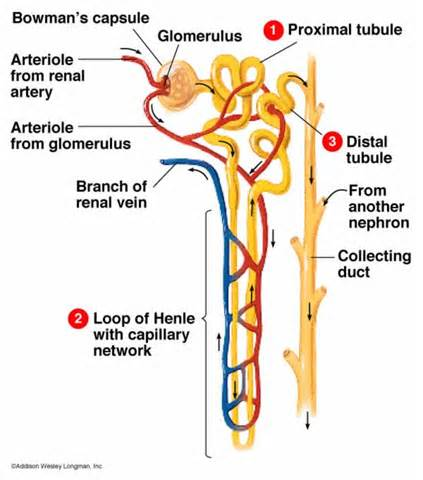 Bowman's capsule
Glomerulus
1 Proximal tubule
Arteriole
from renal
artery
Arteriole
from glomerulus
3 Distal
tubule
Branch of
renal vein
From
another
nephron
Collecting
duct
2 Loop of Henle
with capillary
network
©Addison Wesley Longman, Inc